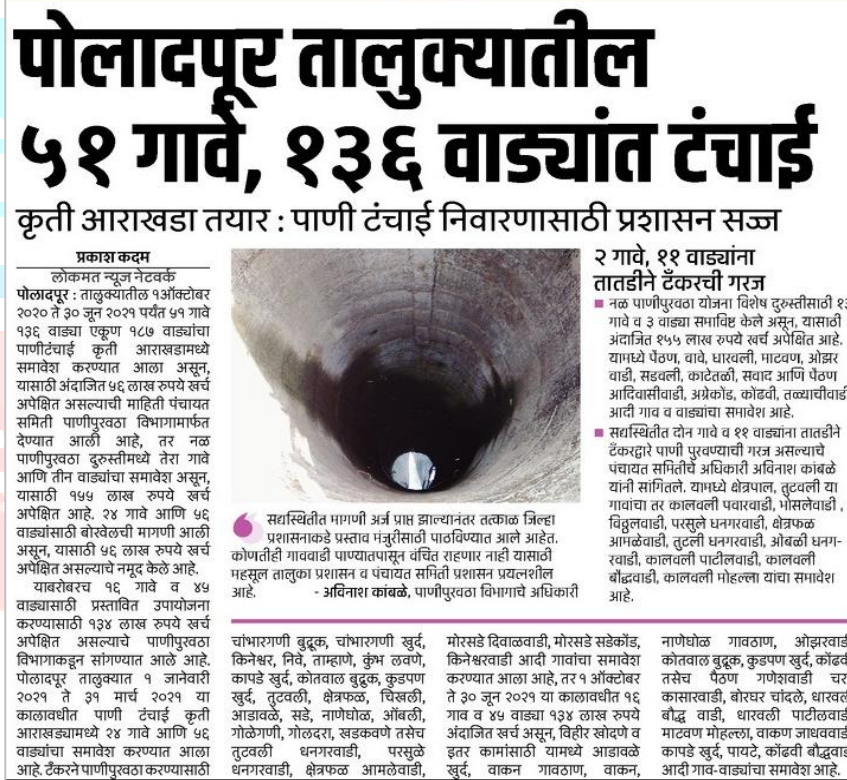 पोलादपूर तालुक्यातील
५१ गावे, १३६ वाड्यांत टंचाई
कृती आराखडा तयार : पाणी टंचाई निवारणासाठी प्रशासन सज्ज
प्रकाश कदम
लोकमत न्यूज नेटवर्क
पोलादपूर : तालुक्यातील १ऑक्टोबर
२०२० ते ३० जून २०२१ पर्यंत ५१ गावे
१३६ वाड्या एकूण १८७ वाड्यांचा
पाणीटंचाई कृती आराखडामध्ये
समावेश करण्यात आला असून,
यासाठी अंदाजित ५६ लाख रुपये खर्च
अपेक्षित असल्याची माहिती पंचायत
समिती पाणीपुरवठा विभागामार्फत
देण्यात आली आहे, तर नळ
पाणीपुरवठा दुरुस्तीमध्ये तेरा गावे
आणि तीन वाड्यांचा समावेश असून,
यासाठी १५५ लाख रुपये खर्च
अपेक्षित आहे. २४ गावे आणि ५६
वाड्यांसाठी बोरवेलची मागणी आली
असून, यासाठी ५६ लाख रुपये खर्च
अपेक्षित असल्याचे नमूद केले आहे.
याबरोबरच १६ गावे व ४५
वाड्यासाठी प्रस्तावित उपायोजना
करण्यासाठी १३४ लाख रुपये खर्च
अपेक्षित असल्याचे पाणीपुरवठा
विभागाकडून सांगण्यात आले आहे.
पोलादपूर तालुक्यात १ जानेवारी
२०२१ ते ३१ मार्च २०२१ या
कालावधीत पाणी टंचाई कृती
आराखड्यामध्ये २४ गावे आणि ५६
वाड्यांचा समावेश करण्यात आला
आहे. टँकरने पाणीपुरवठा करण्यासाठी
सद्यस्थितीत मागणी अर्ज प्राप्त झाल्यानंतर तत्काळ जिल्हा
प्रशासनाकडे प्रस्ताव मंजुरीसाठी पाठविण्यात आले आहेत.
कोणतीही गाववाडी पाण्यापासून वंचित राहणार नाही यासाठी
महसूल तालुका प्रशासन व पंचायत समिती प्रशासन प्रयत्नशील
आहे. - अविनाश कांबळे, पाणीपुरवठा विभागाचे अधिकारी
२ गावे, ११ वाड्यांना
तातडीने टँकरची गरज
नळ पाणीपुरवठा योजना विशेष दुरुस्तीसाठी १३
गावे व ३ वाड्या समाविष्ट केले असून, यासाठी
अंदाजित १५५ लाख रुपये खर्च अपेक्षित आहे.
यामध्ये पैठण, वावे, धारवली, माटवण, ओझर
वाडी, सडवली, काटेतळी, सवाद आणि पैठण
आदिवासीवाडी, अग्रेकोंड, कोंढवी, तळ्याचीवाडी
आदी गाव व वाड्यांचा समावेश आहे.
सद्यस्थितीत दोन गावे व ११ वाड्यांना तातडीने
टँकरद्वारे पाणी पुरवण्याची गरज असल्याचे
पंचायत समितीचे अधिकारी अविनाश कांबळे
यांनी सांगितले. यामध्ये क्षेत्रपाल, तुटवली या
गावांचा तर कालवली पवारवाडी, भोसलेवाडी ,
विठ्ठलवाडी, परसुले धनगरवाडी, क्षेत्रफळ
आमळेवाडी, तुटली धनगरवाडी, ओंबळी धनग-
रवाडी, कालवली पाटीलवाडी, कालवली
बौद्धवाडी, कालवली मोहल्ला यांचा समावेश
आहे.
चांभारगणी बुद्रूक, चांभारगणी खुर्द,
किनेश्वर, निवे, ताम्हाणे, कुंभ लवणे,
कापडे खुर्द, कोतवाल बुद्रूक, कुडपण
खुर्द, तुटवली, क्षेत्रफळ, चिखली,
आडावळे, सडे, नाणेघोळ, ओंबली,
गोळेगणी, गोलदरा, खडकवणे तसेच
तुटवली धनगरवाडी, परसुळे
धनगरवाडी, क्षेत्रफळ आमलेवाडी,
मोरसडे दिवाळवाडी, मोरसडे सडेकोंड,
किनेश्वरवाडी आदी गावांचा समावेश
करण्यात आला आहे, तर १ ऑक्टोबर
ते ३० जून २०२१ या कालावधीत १६
गाव व ४५ वाड्या १३४ लाख रुपये
अंदाजित खर्च असून, विहीर खोदणे व
इतर कामांसाठी यामध्ये आडावळे
खुर्द, वाकन गावठाण, वाकन,
नाणेघोळ गावठाण, ओझरवाडी
कोतवाल बुद्रूक, कुडपण खुर्द, कोंढवी
तसेच पैठण गणेशवाडी चर
कासारवाडी, बोरघर चांदले, धारवली
बौद्ध वाडी, धारवली पाटीलवाडी
माटवण मोहल्ला, वाकण जाधववाडी
कापडे खुर्द, पायटे, कोंढवी बौद्धवाडी
आदी गाव-वाड्यांचा समावेश आहे.